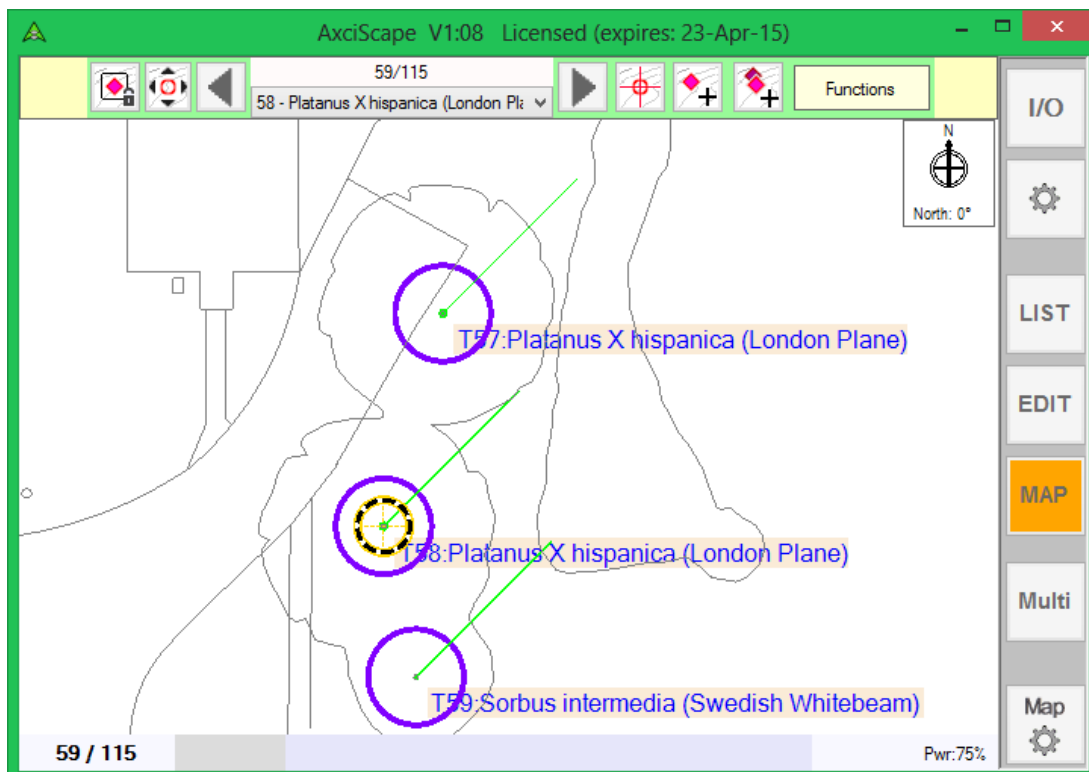 AxciScape V1:08 Licensed (expires: 23-Apr-15)
59/115
58 - Platanus X hispanica (London Pla
Functions
I/O
N
North: 0°
LIST
T57:Platanus X hispanica (London Plane)
EDIT
MAP
T58:Platanus X hispanica (London Plane)
Multi
T59:Sorbus intermedia (Swedish Whitebeam)
Map
59 / 115
Pwr:75%